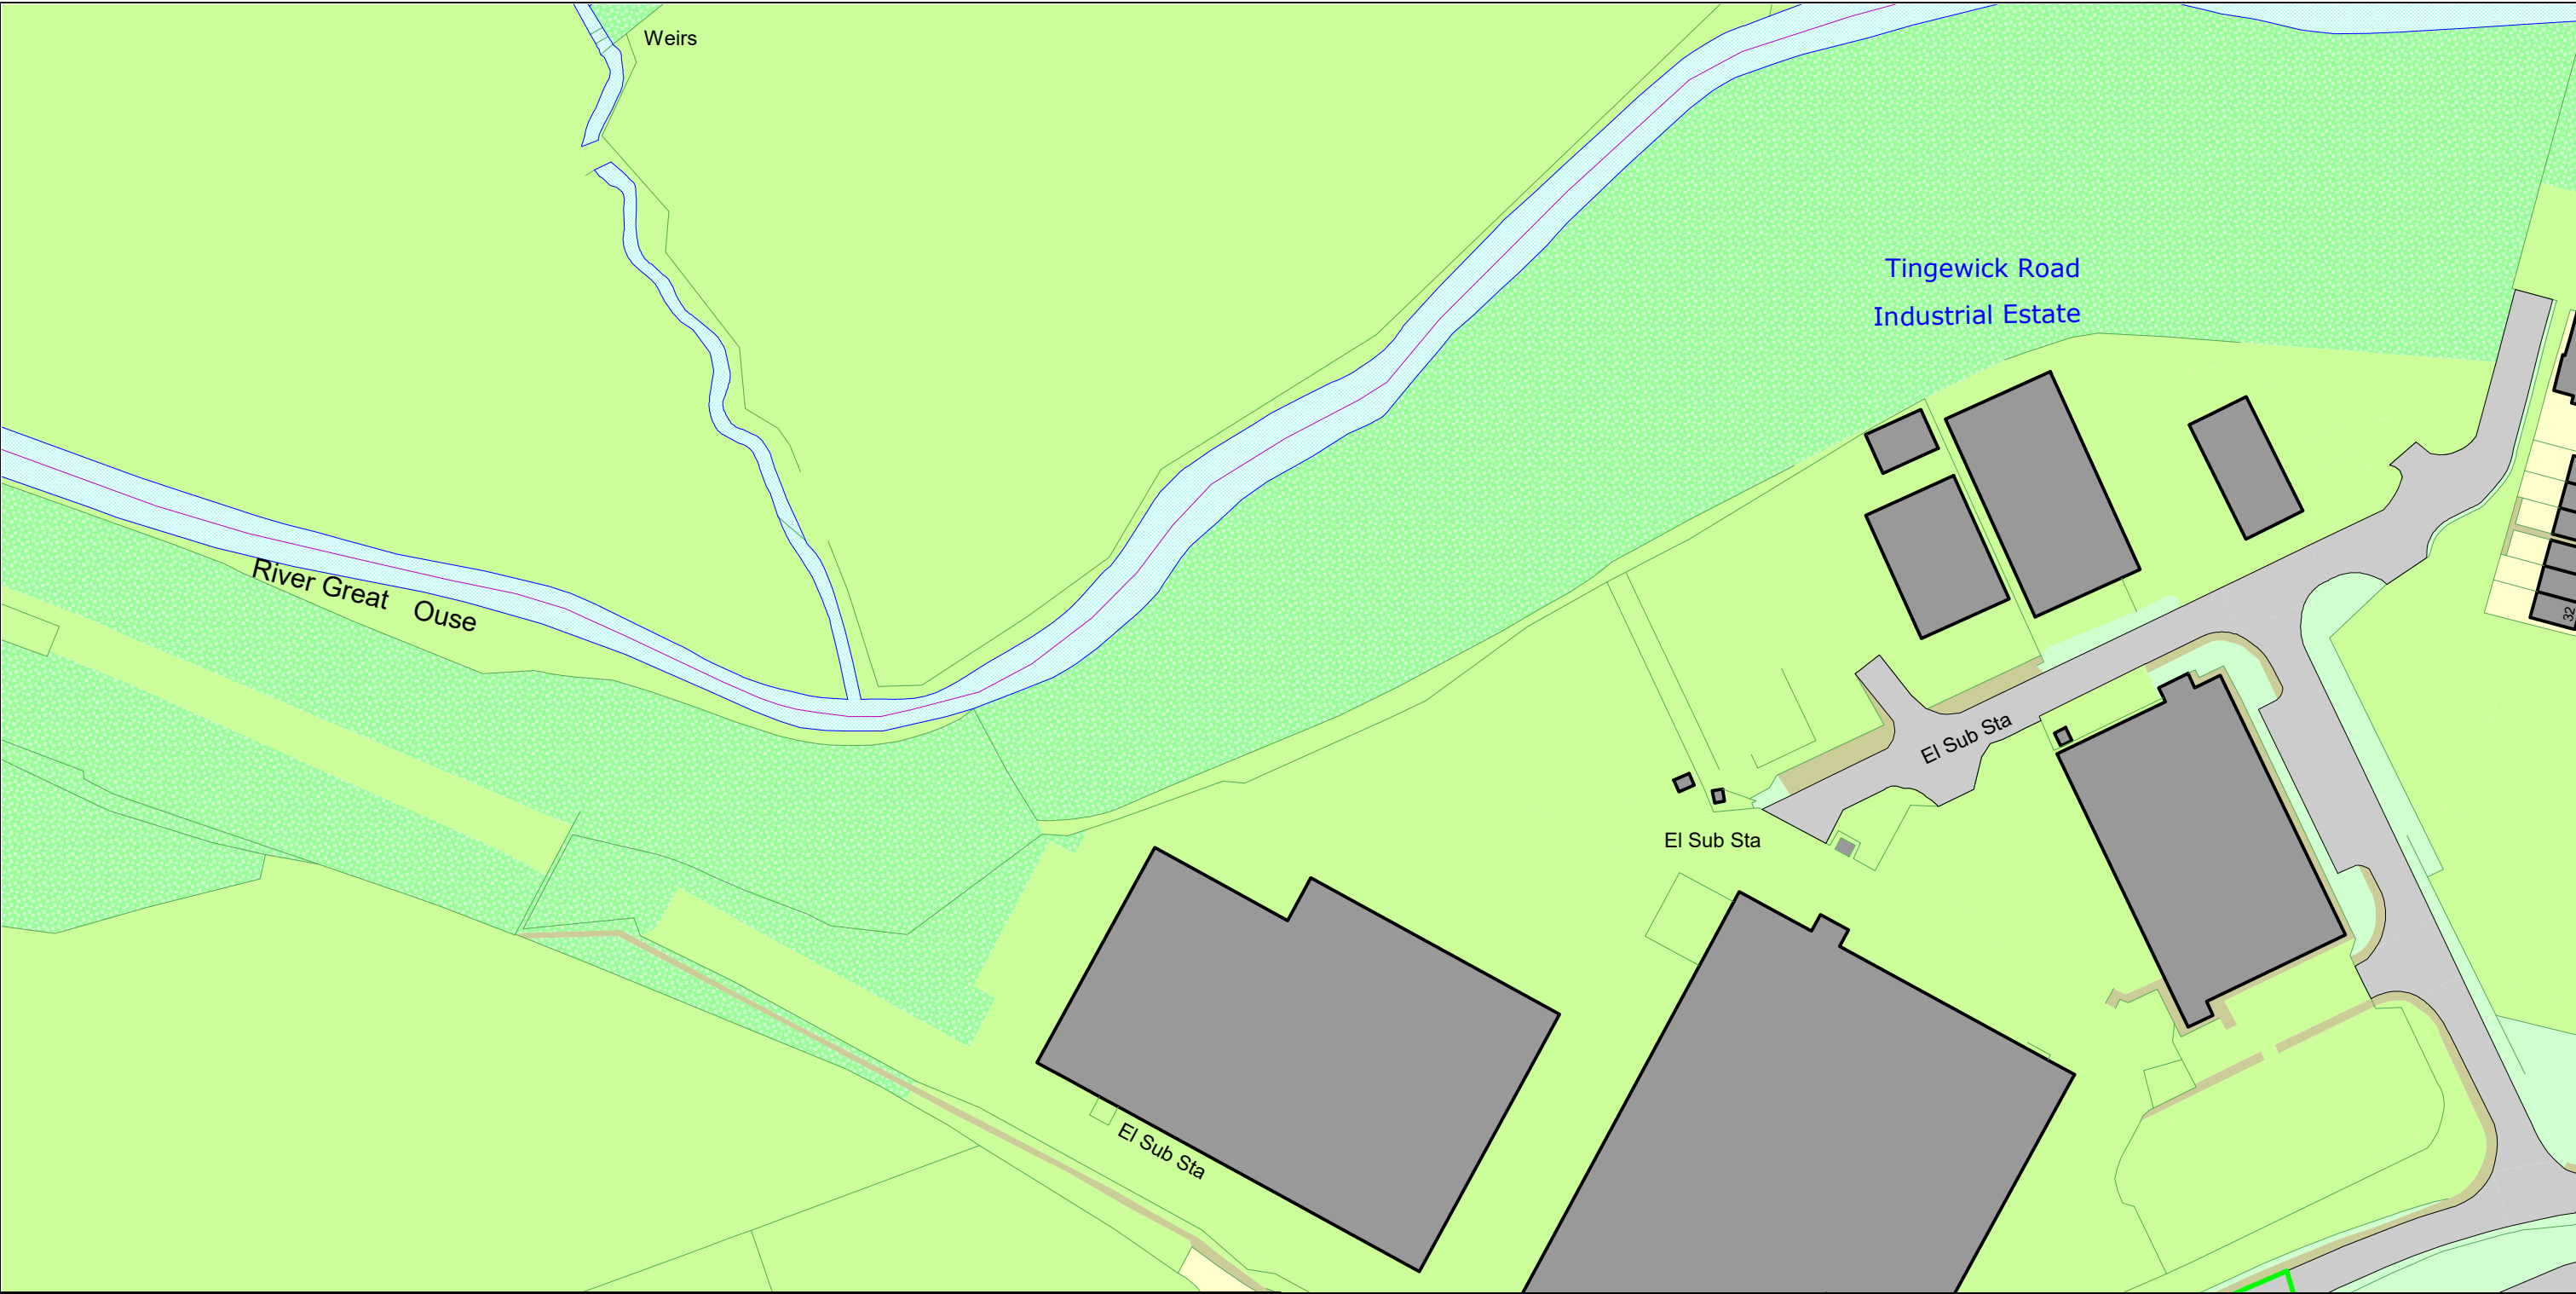 Weirs
Tingewick Road
Industrial Estate
River Great Ouse
32
El Sub Sta
El Sub Sta
El Sub Sta